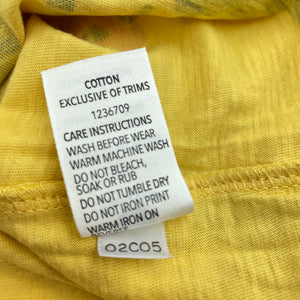 COTTON
EXCLUSIVE OF TRIMS
1236709
CARE INSTRUCTIONS
WASH BEFORE WEAR
WARM MACHINE WASH
DO NOT BLEACH,
SOAK OR RUB
DO NOT TUMBLE DRY
DO NOT IRON PRINT
WARM IRON ON
02C05